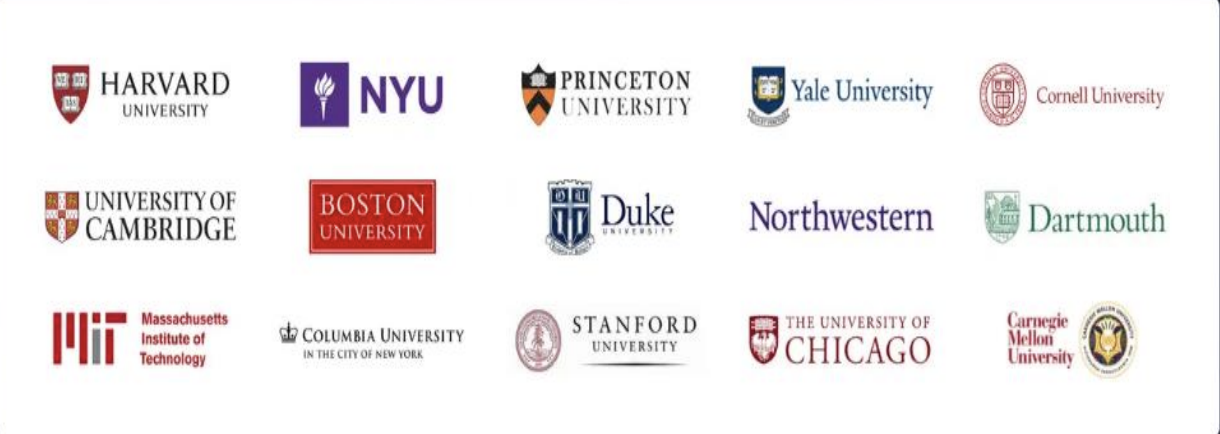 HARVARD
UNIVERSITY
NYU
PRINCETON
UNIVERSITY
Yale University
Cornell University
UNIVERSITY OF
CAMBRIDGE
BOSTON
UNIVERSITY
Duke
UNIVERSITY
Northwestern
Dartmouth
MIT
Massachusetts
Institute of
Technology
COLUMBIA UNIVERSITY
IN THE CITY OF NEW YORK
STANFORD
UNIVERSITY
THE UNIVERSITY OF
CHICAGO
Carnegie
Mellon
University